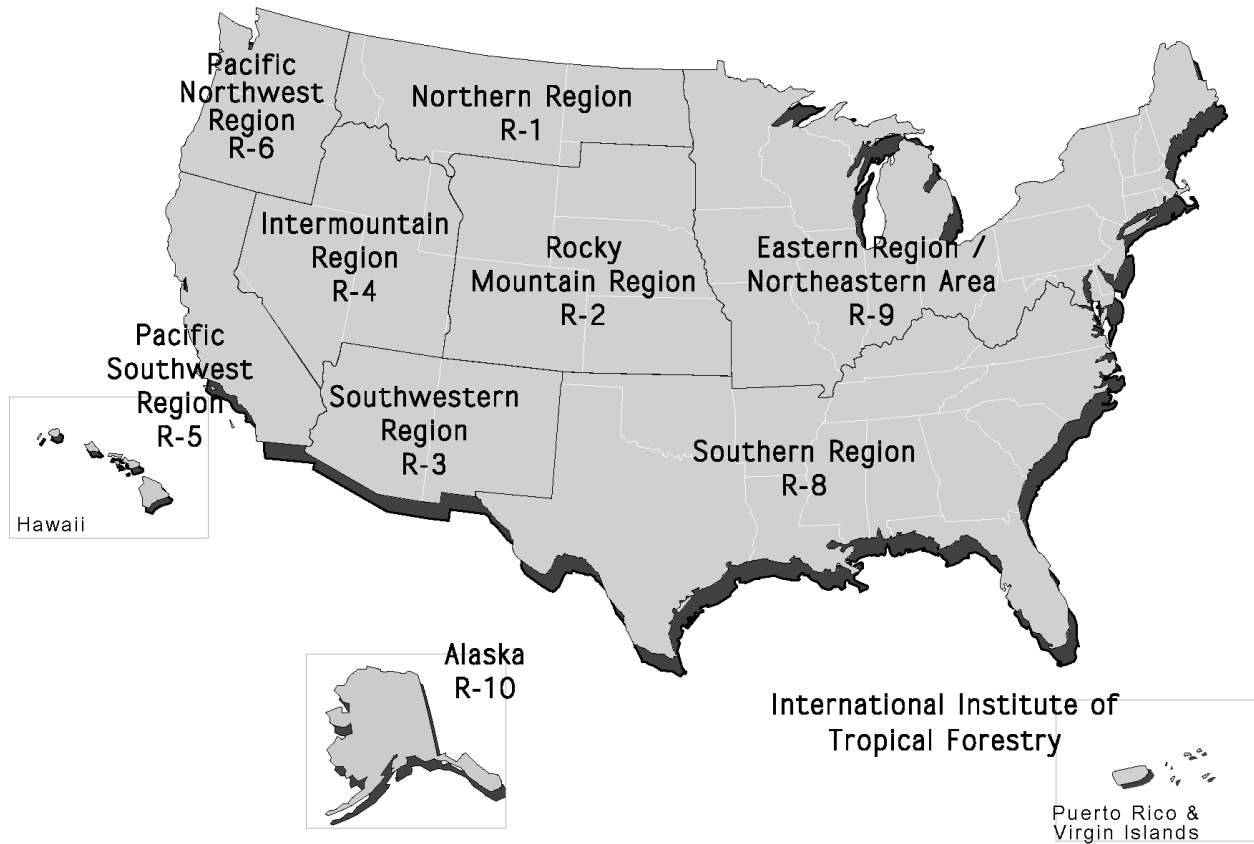 Pacific
Northwest
Region
R-6
Northern Region
R-1
Intermountain
Region
R-4
Rocky
Mountain Region
R-2
Eastern Region /
Northeastern Area
R-9
Pacific
Southwest
Region
R-5
Southwestern
Region
R-3
Southern Region
R-8
Hawaii
Alaska
R-10
International Institute of
Tropical Forestry
Puerto Rico &
Virgin Islands